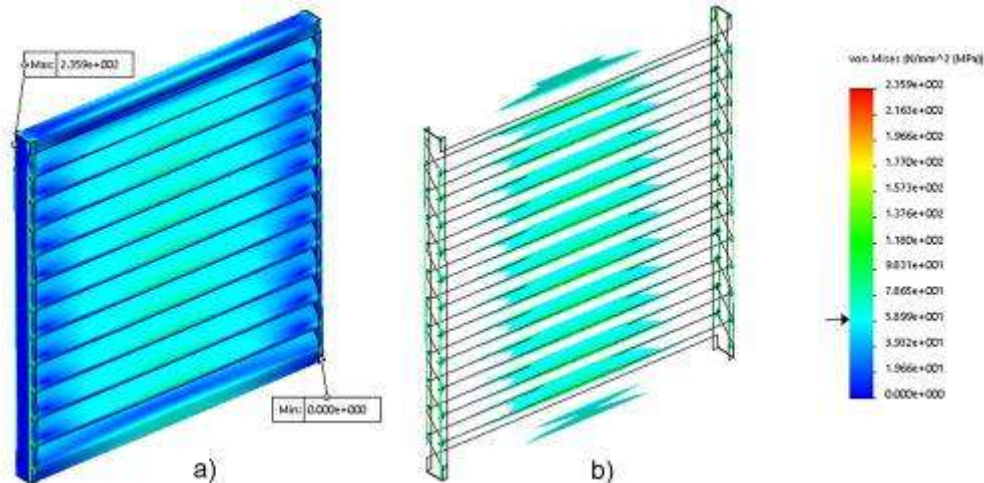 Max: 2.359e+002
Min: 0.000e+000
a)
b)
von Mises (N/mm^2 (MPa))
2.359e+002
2.163e+002
1.966e+002
1.770e+002
1.573e+002
1.376e+002
1.180e+002
9.831e+001
7.865e+001
5.899e+001
3.932e+001
1.966e+001
0.000e+000